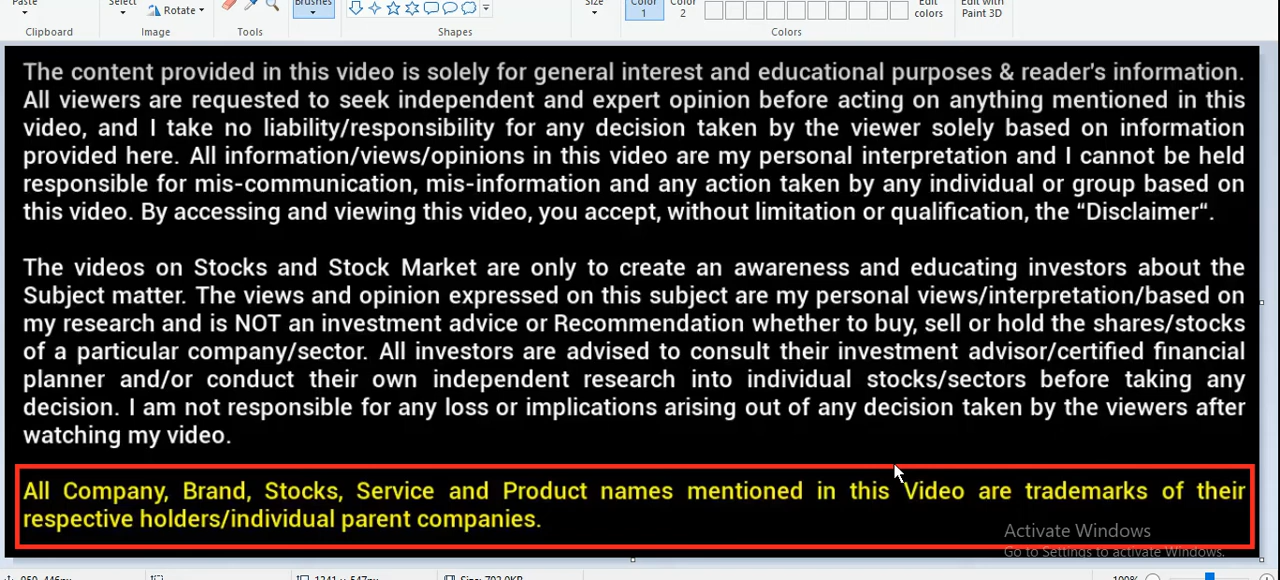 Paste
Select
Rotate
Brushes
Size
Color 1
Color 2
Edit colors
Edit with Paint 3D
Clipboard
Image
Tools
Shapes
Colors
The content provided in this video is solely for general interest and educational purposes & reader's information.
All viewers are requested to seek independent and expert opinion before acting on anything mentioned in this
video, and I take no liability/responsibility for any decision taken by the viewer solely based on information
provided here. All information/views/opinions in this video are my personal interpretation and I cannot be held
responsible for mis-communication, mis-information and any action taken by any individual or group based on
this video. By accessing and viewing this video, you accept, without limitation or qualification, the “Disclaimer“.
The videos on Stocks and Stock Market are only to create an awareness and educating investors about the
Subject matter. The views and opinion expressed on this subject are my personal views/interpretation/based on
my research and is NOT an investment advice or Recommendation whether to buy, sell or hold the shares/stocks
of a particular company/sector. All investors are advised to consult their investment advisor/certified financial
planner and/or conduct their own independent research into individual stocks/sectors before taking any
decision. I am not responsible for any loss or implications arising out of any decision taken by the viewers after
watching my video.
All Company, Brand, Stocks, Service and Product names mentioned in this Video are trademarks of their
respective holders/individual parent companies.
Activate Windows
Go to Settings to activate Windows.
950, 446px
1241 × 547px
Size: 702.9KB
100%